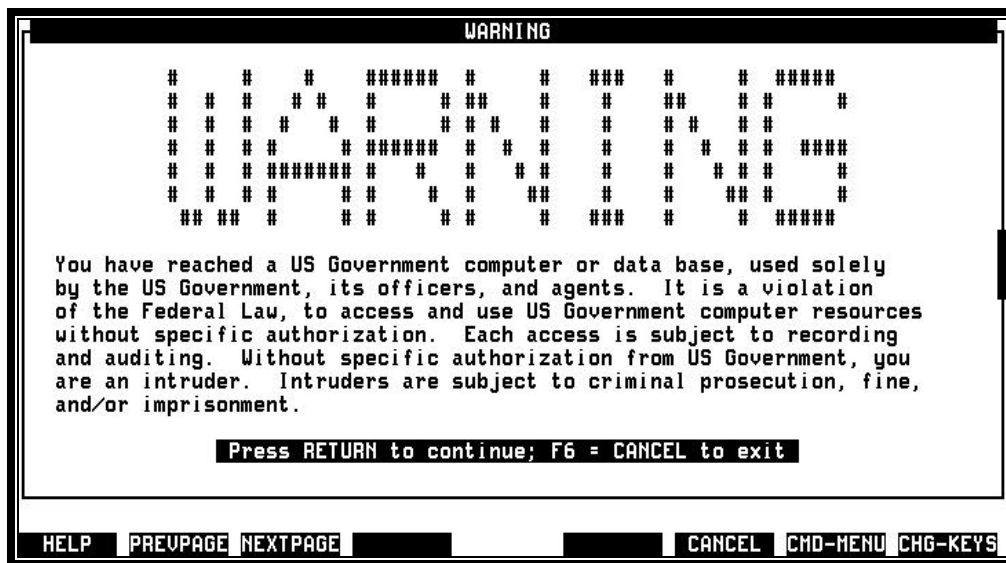 WARNING
WARNING
You have reached a US Government computer or data base, used solely
by the US Government, its officers, and agents.  It is a violation
of the Federal Law, to access and use US Government computer resources
without specific authorization.  Each access is subject to recording
and auditing.  Without specific authorization from US Government, you
are an intruder.  Intruders are subject to criminal prosecution, fine,
and/or imprisonment.
Press RETURN to continue; F6 = CANCEL to exit
HELP PREVPAGE NEXTPAGE CANCEL CMD-MENU CHG-KEYS